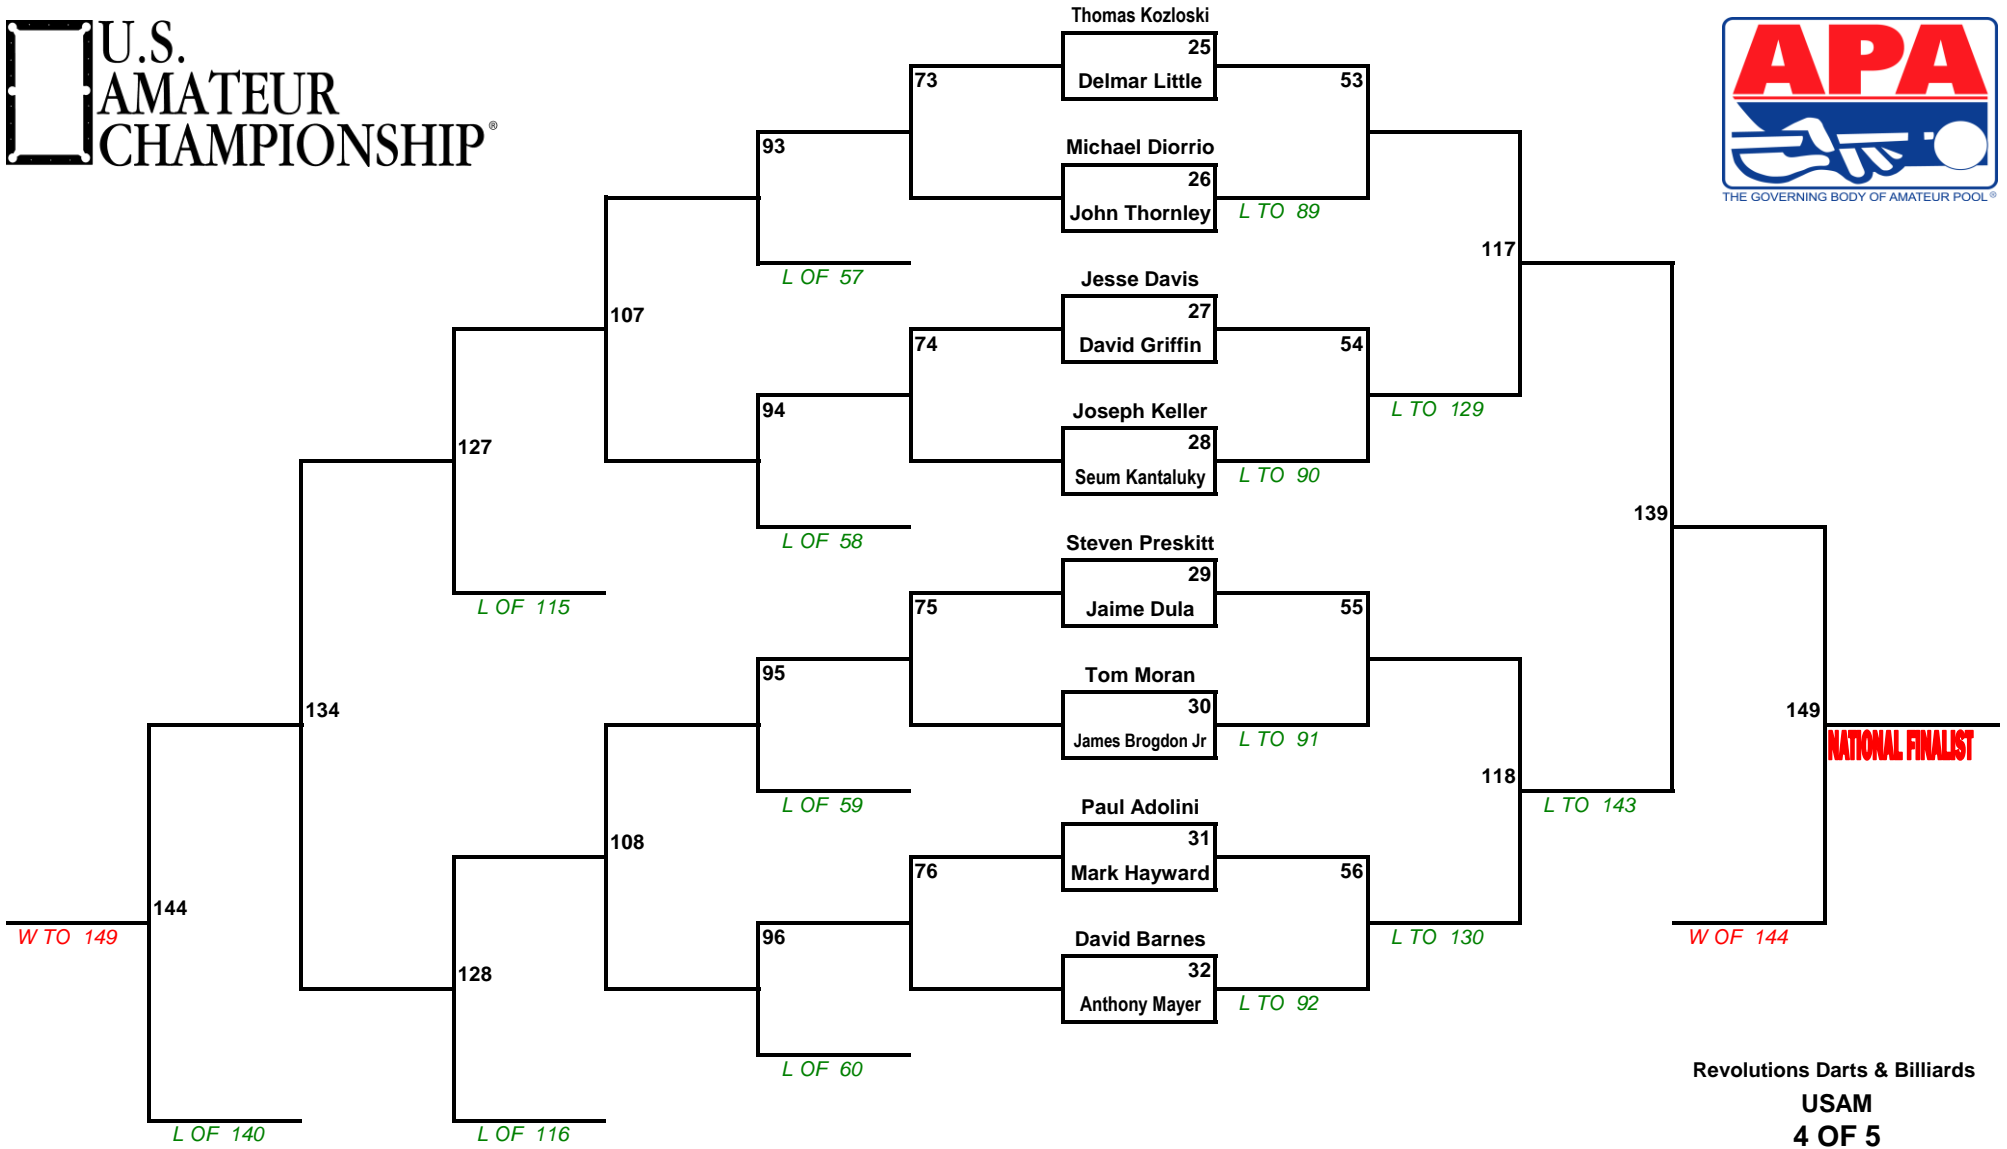 U.S.
AMATEUR
CHAMPIONSHIP®
APA
THE GOVERNING BODY OF AMATEUR POOL®
Thomas Kozloski
25
Delmar Little
73
53
Michael Diorrio
26
John Thornley
93
L TO 89
L OF 57
117
Jesse Davis
27
David Griffin
107
74
54
Joseph Keller
28
Seum Kantaluky
94
L TO 129
127
L TO 90
L OF 58
139
Steven Preskitt
29
Jaime Dula
L OF 115
75
55
Tom Moran
30
James Brogdon Jr
95
134
L TO 91
149
NATIONAL FINALIST
118
L OF 59
L TO 143
Paul Adolini
31
Mark Hayward
108
76
56
David Barnes
32
Anthony Mayer
144
W TO 149
96
L TO 130
W OF 144
128
L TO 92
L OF 60
L OF 140
L OF 116
Revolutions Darts & Billiards
USAM
4 OF 5